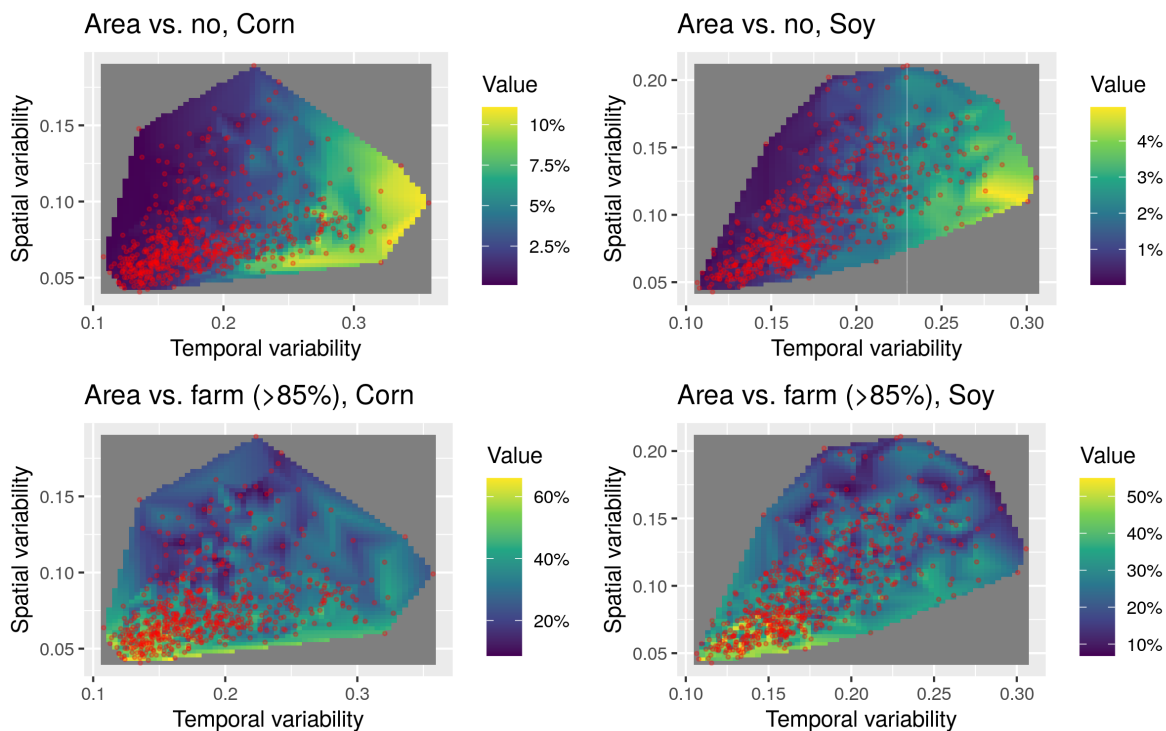 Area vs. no, Corn
Spatial variability
0.15
0.10
0.05
0.1
0.2
0.3
Temporal variability
Value
10%
7.5%
5%
2.5%
Area vs. no, Soy
Spatial variability
0.20
0.15
0.10
0.05
0.10
0.15
0.20
0.25
0.30
Temporal variability
Value
4%
3%
2%
1%
Area vs. farm (>85%), Corn
Spatial variability
0.15
0.10
0.05
0.1
0.2
0.3
Temporal variability
Value
60%
40%
20%
Area vs. farm (>85%), Soy
Spatial variability
0.20
0.15
0.10
0.05
0.10
0.15
0.20
0.25
0.30
Temporal variability
Value
50%
40%
30%
20%
10%